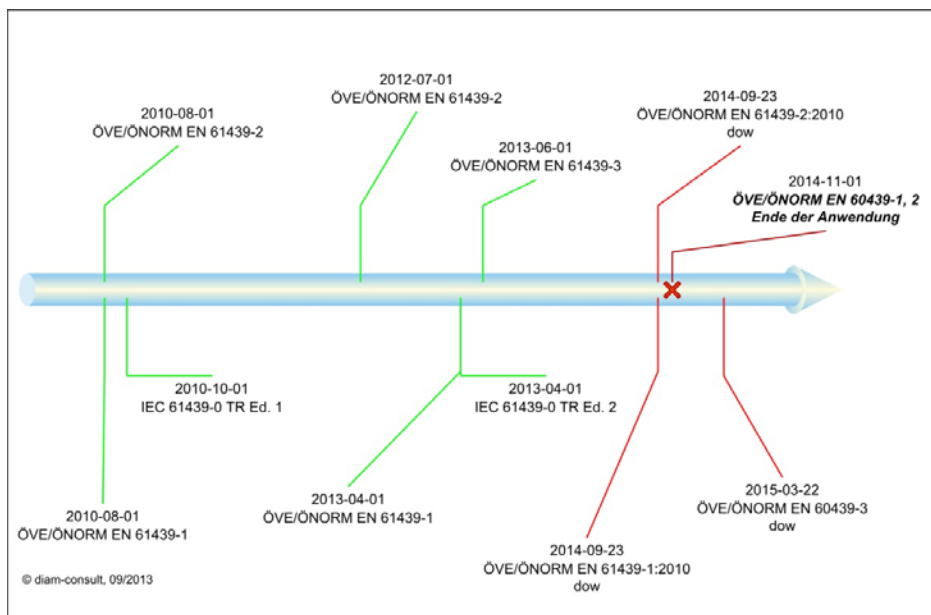 2012-07-01
ÖVE/ÖNORM EN 61439-2
2010-08-01
ÖVE/ÖNORM EN 61439-2
2014-09-23
ÖVE/ÖNORM EN 61439-2:2010
dow
2013-06-01
ÖVE/ÖNORM EN 61439-3
2014-11-01
ÖVE/ÖNORM EN 60439-1, 2
Ende der Anwendung
2010-10-01
IEC 61439-0 TR Ed. 1
2013-04-01
IEC 61439-0 TR Ed. 2
2010-08-01
ÖVE/ÖNORM EN 61439-1
2013-04-01
ÖVE/ÖNORM EN 61439-1
2015-03-22
ÖVE/ÖNORM EN 60439-3
dow
2014-09-23
ÖVE/ÖNORM EN 61439-1:2010
dow
© diam-consult, 09/2013